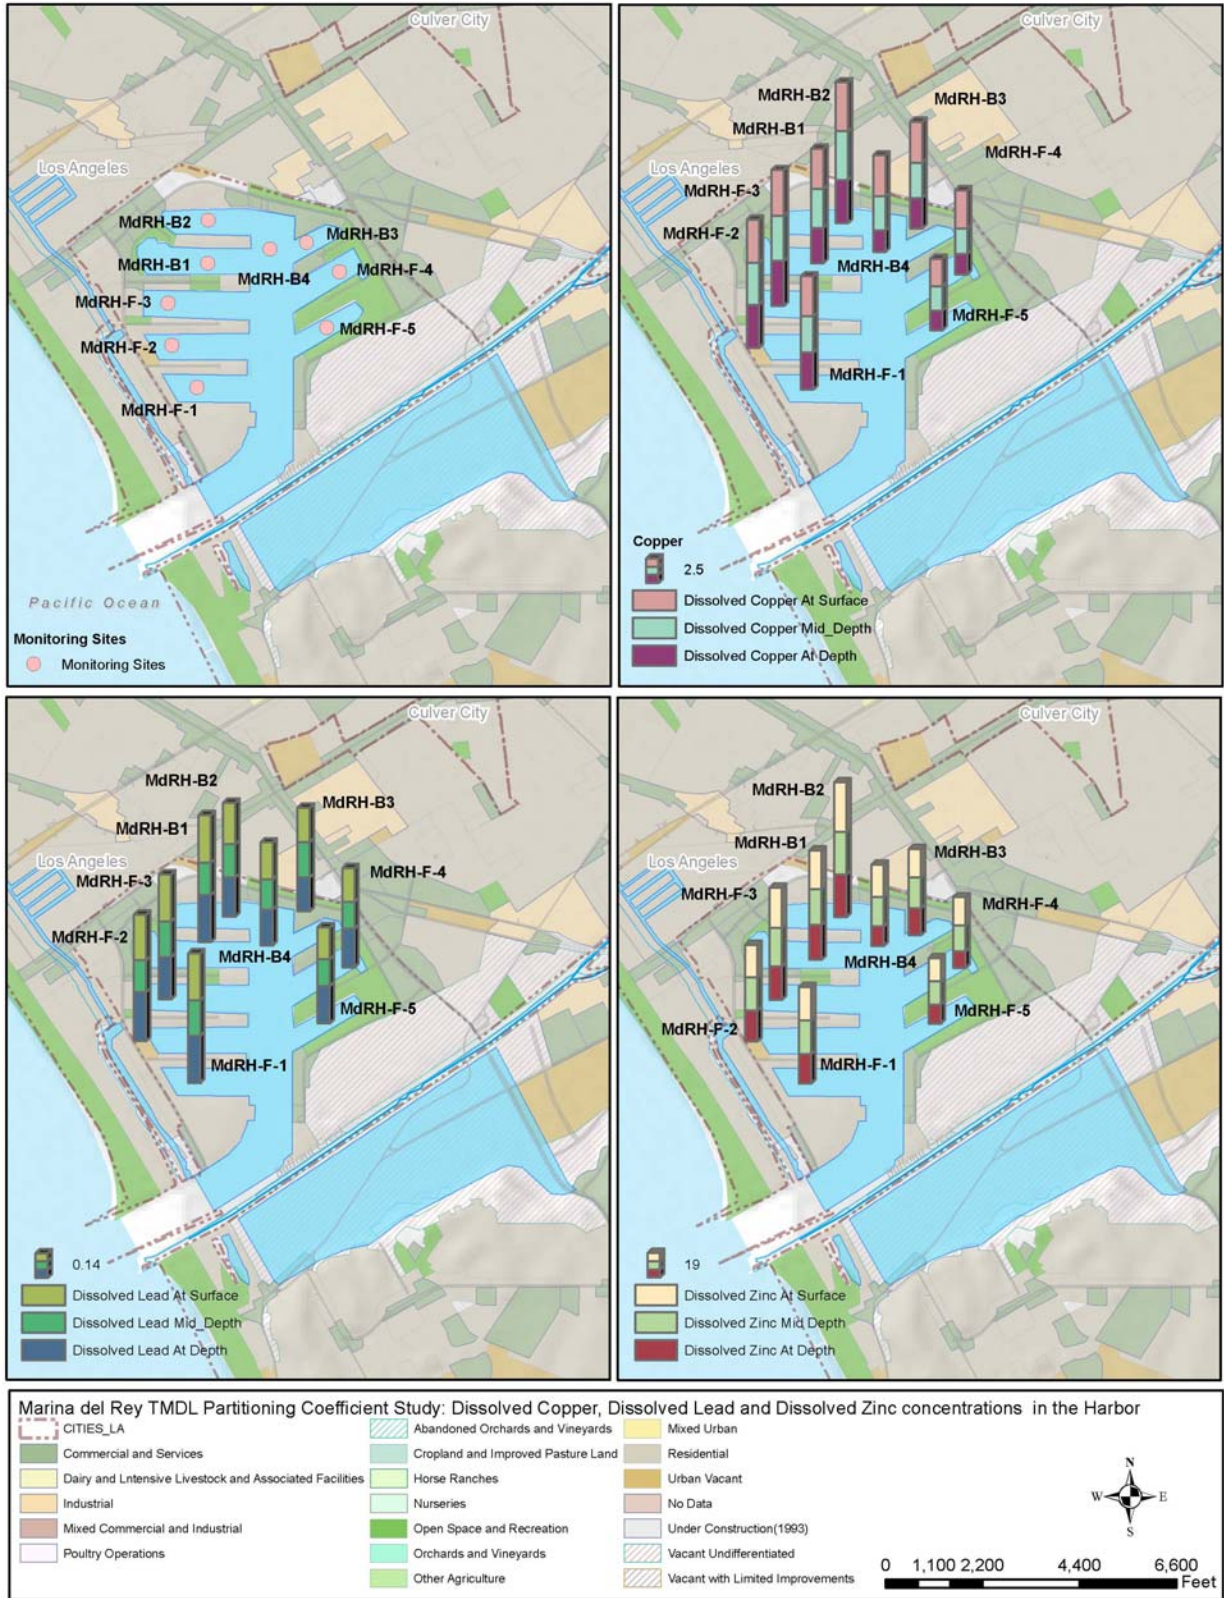 Culver City
Los Angeles
MdRH-B2
MdRH-B3
MdRH-B1
MdRH-B4
MdRH-F-4
MdRH-F-3
MdRH-F-5
MdRH-F-2
MdRH-F-1
Pacific Ocean
Monitoring Sites
Monitoring Sites
Culver City
MdRH-B2
MdRH-B3
MdRH-B1
MdRH-F-4
Los Angeles
MdRH-F-3
MdRH-F-2
MdRH-B4
MdRH-F-5
MdRH-F-1
Copper
2.5
Dissolved Copper At Surface
Dissolved Copper Mid_Depth
Dissolved Copper At Depth
Culver City
MdRH-B2
MdRH-B3
MdRH-B1
Los Angeles
MdRH-F-4
MdRH-F-3
MdRH-F-2
MdRH-B4
MdRH-F-5
MdRH-F-1
0.14
Dissolved Lead At Surface
Dissolved Lead Mid_Depth
Dissolved Lead At Depth
Culver City
MdRH-B2
MdRH-B1
MdRH-B3
Los Angeles
MdRH-F-3
MdRH-F-4
MdRH-B4
MdRH-F-5
MdRH-F-2
MdRH-F-1
19
Dissolved Zinc At Surface
Dissolved Zinc Mid Depth
Dissolved Zinc At Depth
Marina del Rey TMDL Partitioning Coefficient Study: Dissolved Copper, Dissolved Lead and Dissolved Zinc concentrations in the Harbor
CITIES_LA
Commercial and Services
Dairy and Lntensive Livestock and Associated Facilities
Industrial
Mixed Commercial and Industrial
Poultry Operations
Abandoned Orchards and Vineyards
Cropland and Improved Pasture Land
Horse Ranches
Nurseries
Open Space and Recreation
Orchards and Vineyards
Other Agriculture
Mixed Urban
Residential
Urban Vacant
No Data
Under Construction(1993)
Vacant Undifferentiated
Vacant with Limited Improvements
N
W E
S
0 1,100 2,200 4,400 6,600
Feet